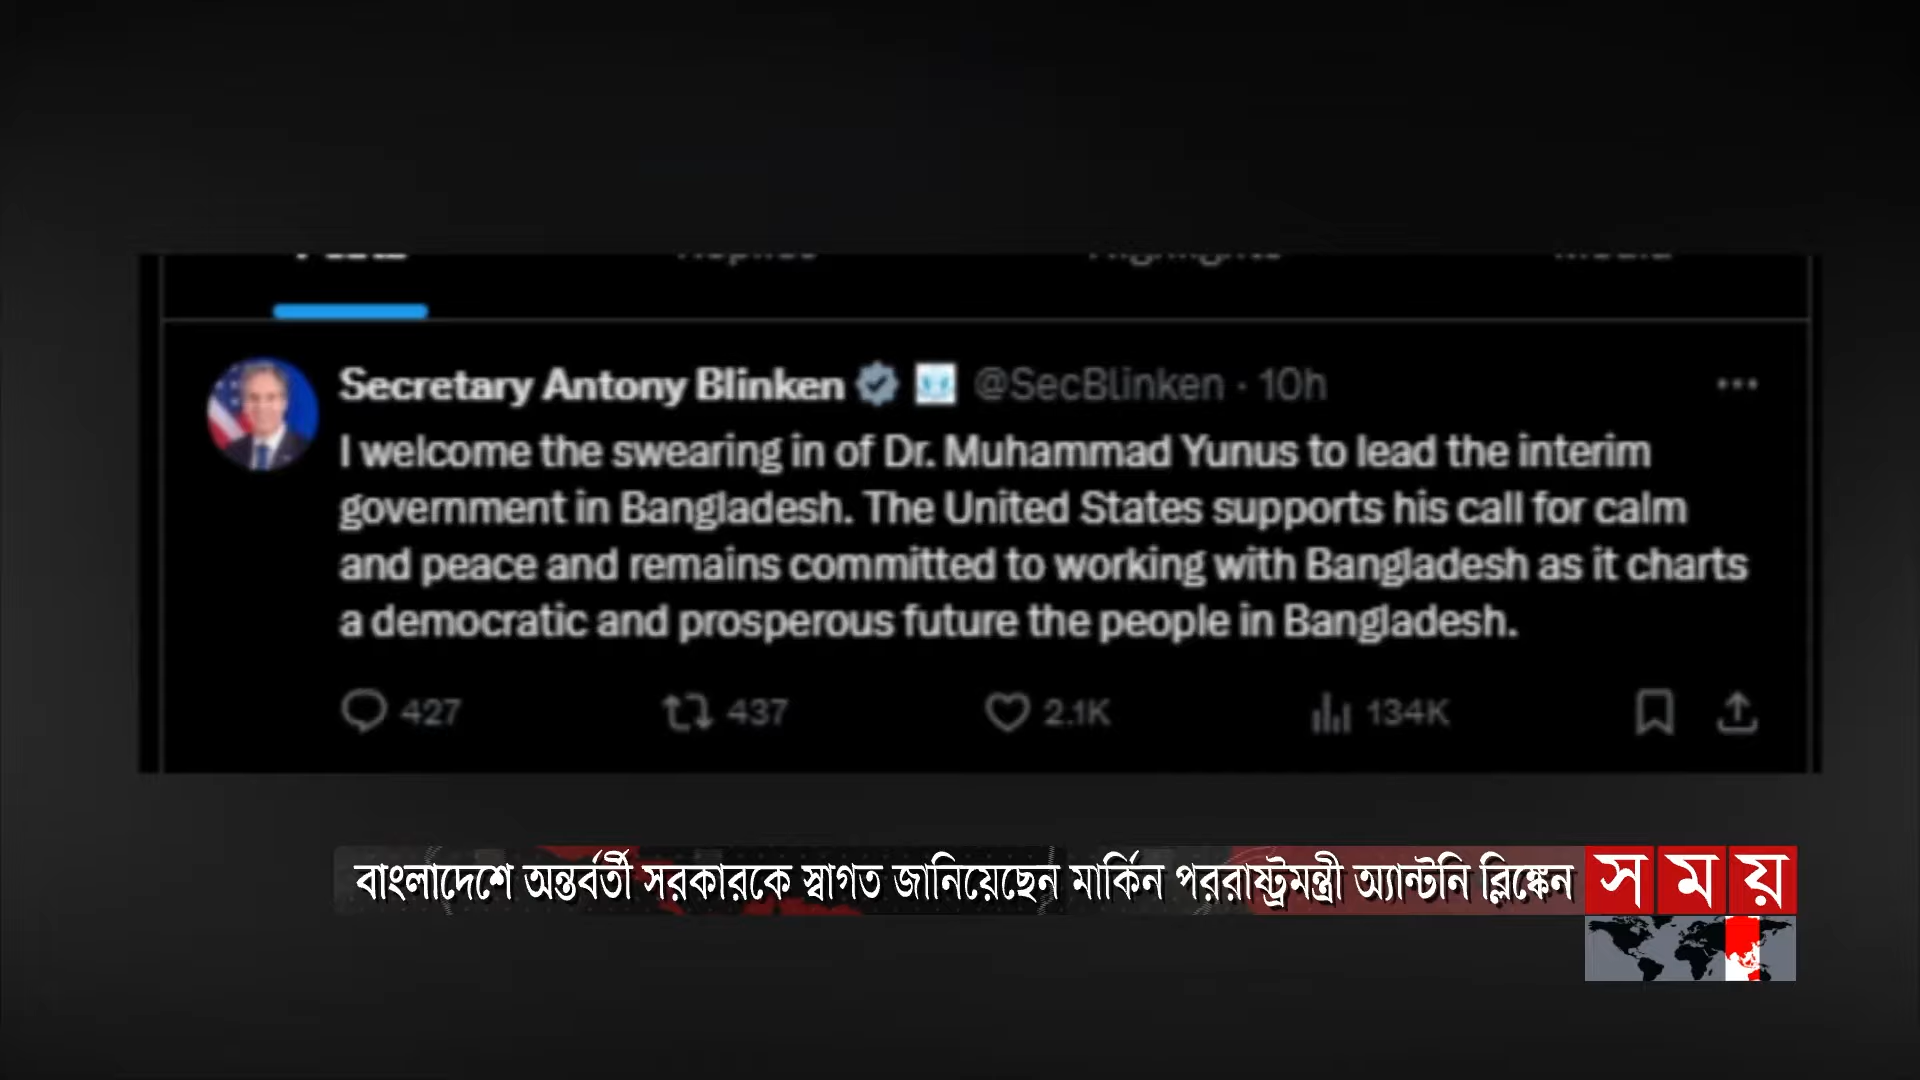 Secretary Antony Blinken @SecBlinken · 10h
I welcome the swearing in of Dr. Muhammad Yunus to lead the interim
government in Bangladesh. The United States supports his call for calm
and peace and remains committed to working with Bangladesh as it charts
a democratic and prosperous future the people in Bangladesh.
427 437 2.1K 134K
বাংলাদেশে অন্তর্বর্তী সরকারকে স্বাগত জানিয়েছেন মার্কিন পররাষ্ট্রমন্ত্রী অ্যান্টনি ব্লিঙ্কেন
সময়